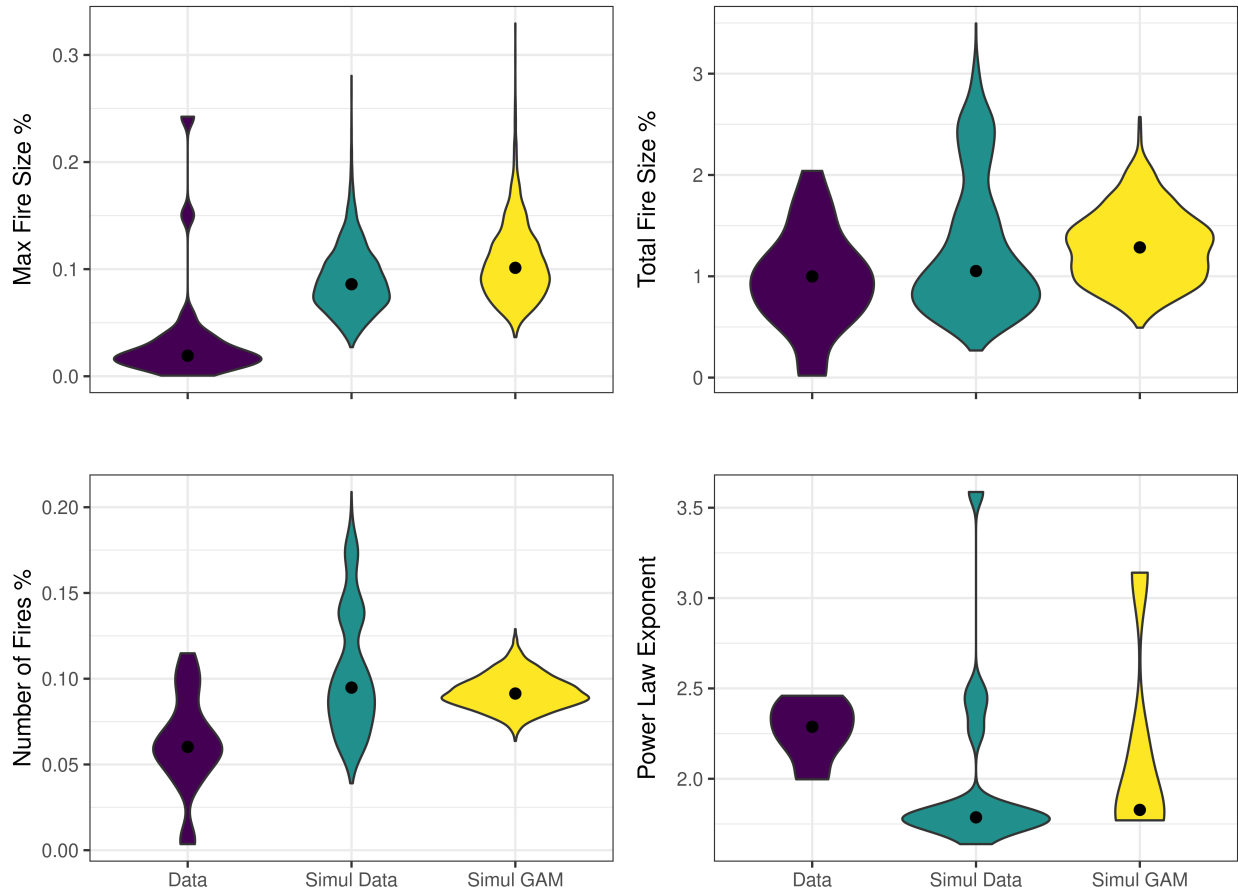 Max Fire Size %
0.3
0.2
0.1
0.0
Total Fire Size %
3
2
1
0
Number of Fires %
0.20
0.15
0.10
0.05
0.00
Data Simul Data Simul GAM
Power Law Exponent
3.5
3.0
2.5
2.0
Data Simul Data Simul GAM